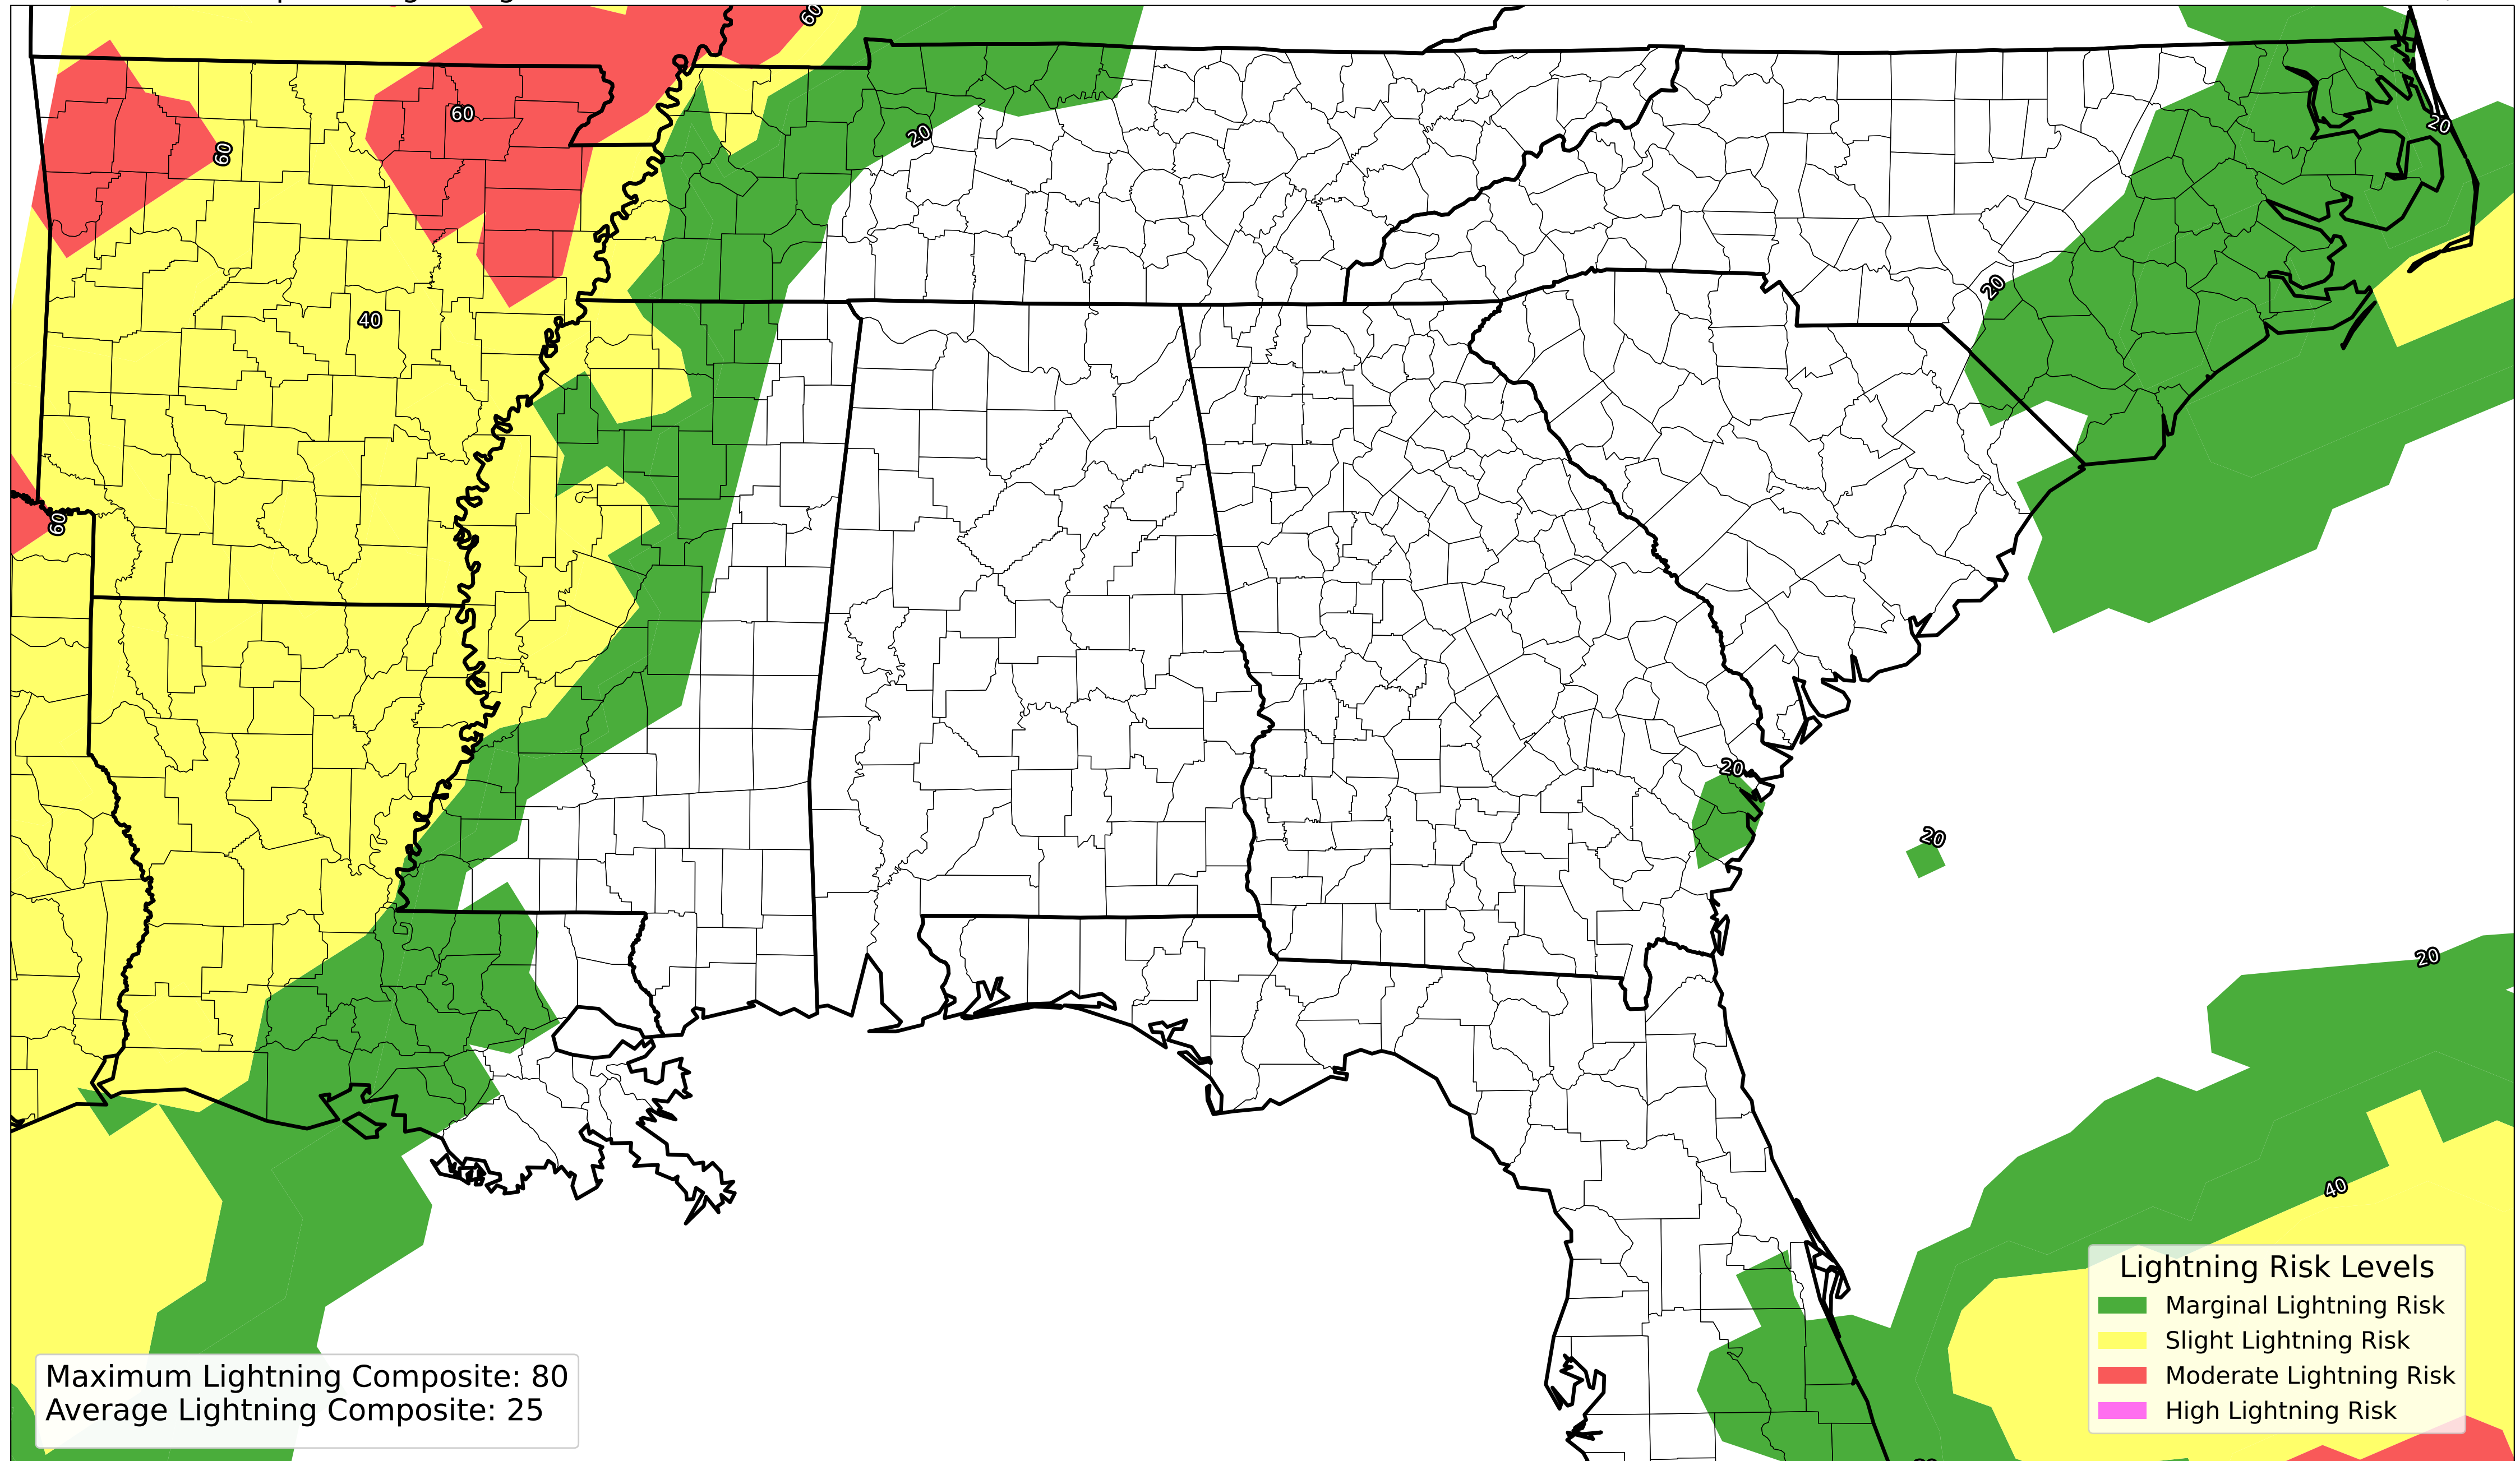 60
60
60
20
20
40
20
60
20
20
20
40
Lightning Risk Levels
Marginal Lightning Risk
Slight Lightning Risk
Moderate Lightning Risk
High Lightning Risk
Maximum Lightning Composite: 80
Average Lightning Composite: 25